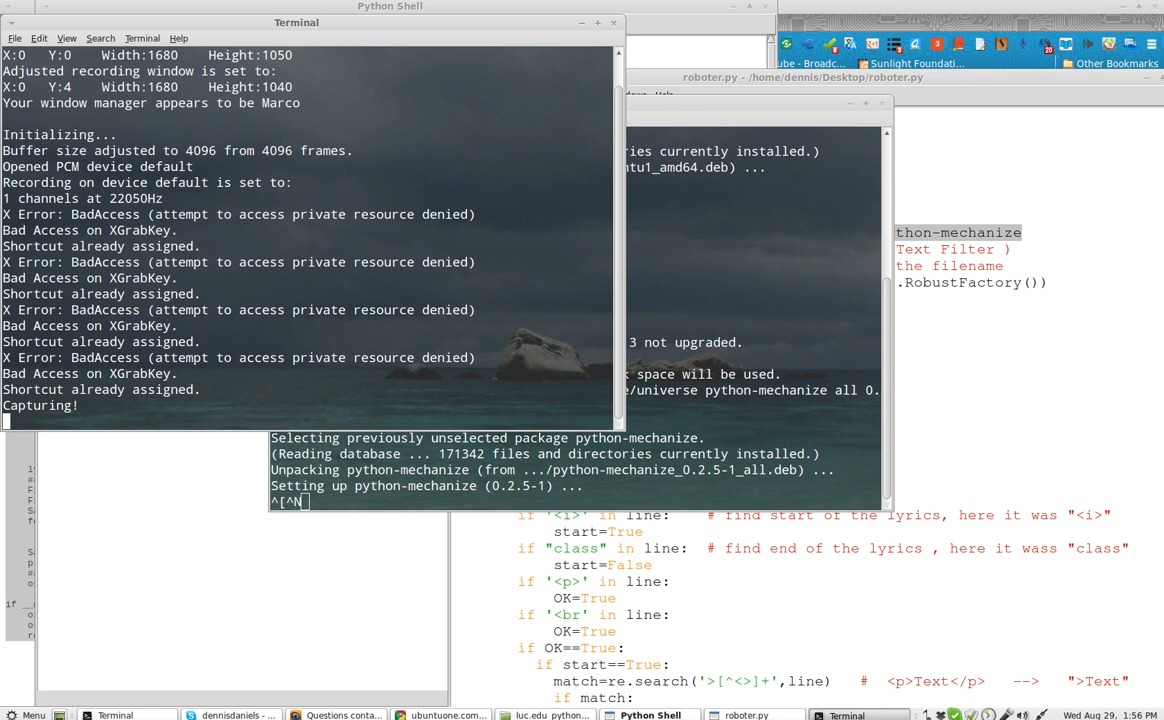 Python Shell
Terminal
File Edit View Search Terminal Help
X:0 Y:0 Width:1680 Height:1050
Adjusted recording window is set to:
X:0 Y:4 Width:1680 Height:1040
Your window manager appears to be Marco
Initializing...
Buffer size adjusted to 4096 from 4096 frames.
Opened PCM device default
Recording on device default is set to:
1 channels at 22050Hz
X Error: BadAccess (attempt to access private resource denied)
Bad Access on XGrabKey.
Shortcut already assigned.
X Error: BadAccess (attempt to access private resource denied)
Bad Access on XGrabKey.
Shortcut already assigned.
X Error: BadAccess (attempt to access private resource denied)
Bad Access on XGrabKey.
Shortcut already assigned.
X Error: BadAccess (attempt to access private resource denied)
Bad Access on XGrabKey.
Shortcut already assigned.
Capturing!
ube - Broadc... Sunlight Foundati... Other Bookmarks
roboter.py - /home/dennis/Desktop/roboter.py
Help
ries currently installed.)
ntu1_amd64.deb) ...
3 not upgraded.
k space will be used.
e/universe python-mechanize all 0.
Selecting previously unselected package python-mechanize.
(Reading database ... 171342 files and directories currently installed.)
Unpacking python-mechanize (from .../python-mechanize_0.2.5-1_all.deb) ...
Setting up python-mechanize (0.2.5-1) ...
^[^N
thon-mechanize
Text Filter )
the filename
.RobustFactory())
if '<i>' in line: # find start of the lyrics, here it was "<i>"
start=True
if "class" in line: # find end of the lyrics , here it wass "class"
start=False
if '<p>' in line:
OK=True
if '<br' in line:
OK=True
if OK==True:
if start==True:
match=re.search('>[^<>]+',line) # <p>Text</p> --> ">Text"
if match:
if __
Menu Terminal dennisdaniels - ... Questions conta... ubuntuone.com... luc.edu_python... Python Shell roboter.py Terminal Wed Aug 29, 1:56 PM